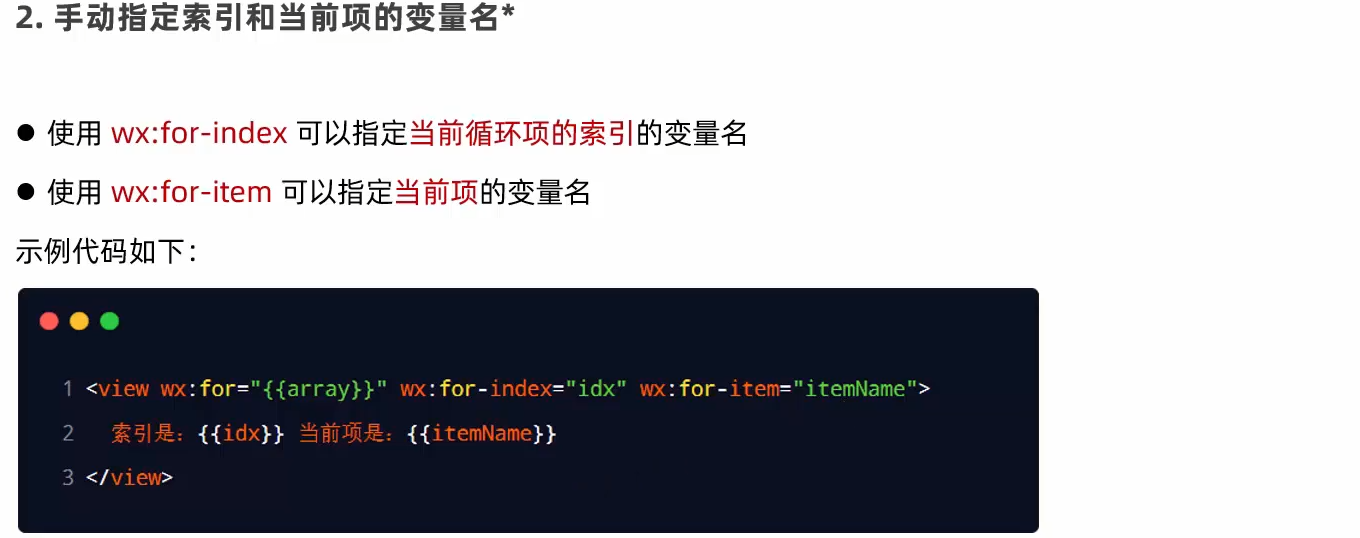 2. 手动指定索引和当前项的变量名*
● 使用 wx:for-index 可以指定当前循环项的索引的变量名
● 使用 wx:for-item 可以指定当前项的变量名
示例代码如下：
1 <view wx:for="{{array}}" wx:for-index="idx" wx:for-item="itemName">
2   索引是：{{idx}} 当前项是：{{itemName}}
3 </view>